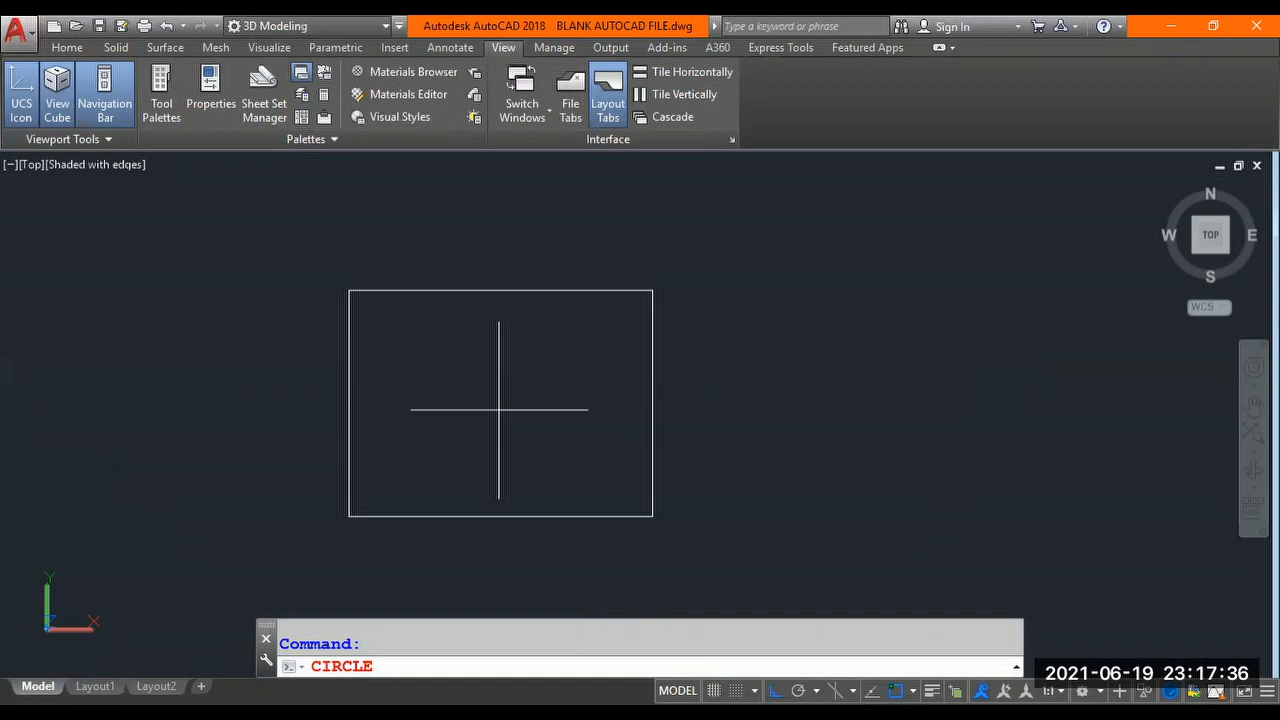 3D Modeling
Autodesk AutoCAD 2018 BLANK AUTOCAD FILE.dwg
Type a keyword or phrase
Sign In
Home Solid Surface Mesh Visualize Parametric Insert Annotate View Manage Output Add-ins A360 Express Tools Featured Apps
UCS Icon
View Cube
Navigation Bar
Viewport Tools
Tool Palettes
Properties
Sheet Set Manager
Materials Browser
Materials Editor
Visual Styles
Palettes
Switch Windows
File Tabs
Layout Tabs
Tile Horizontally
Tile Vertically
Cascade
Interface
[−][Top][Shaded with edges]
N
W TOP E
S
WCS
Y
X
Command:
CIRCLE
2021-06-19 23:17:36
Model Layout1 Layout2 +
MODEL
1:1